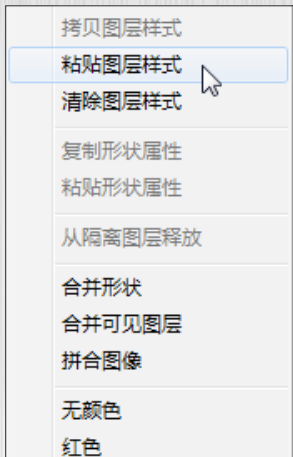 拷贝图层样式
粘贴图层样式
清除图层样式
复制形状属性
粘贴形状属性
从隔离图层释放
合并形状
合并可见图层
拼合图像
无颜色
红色